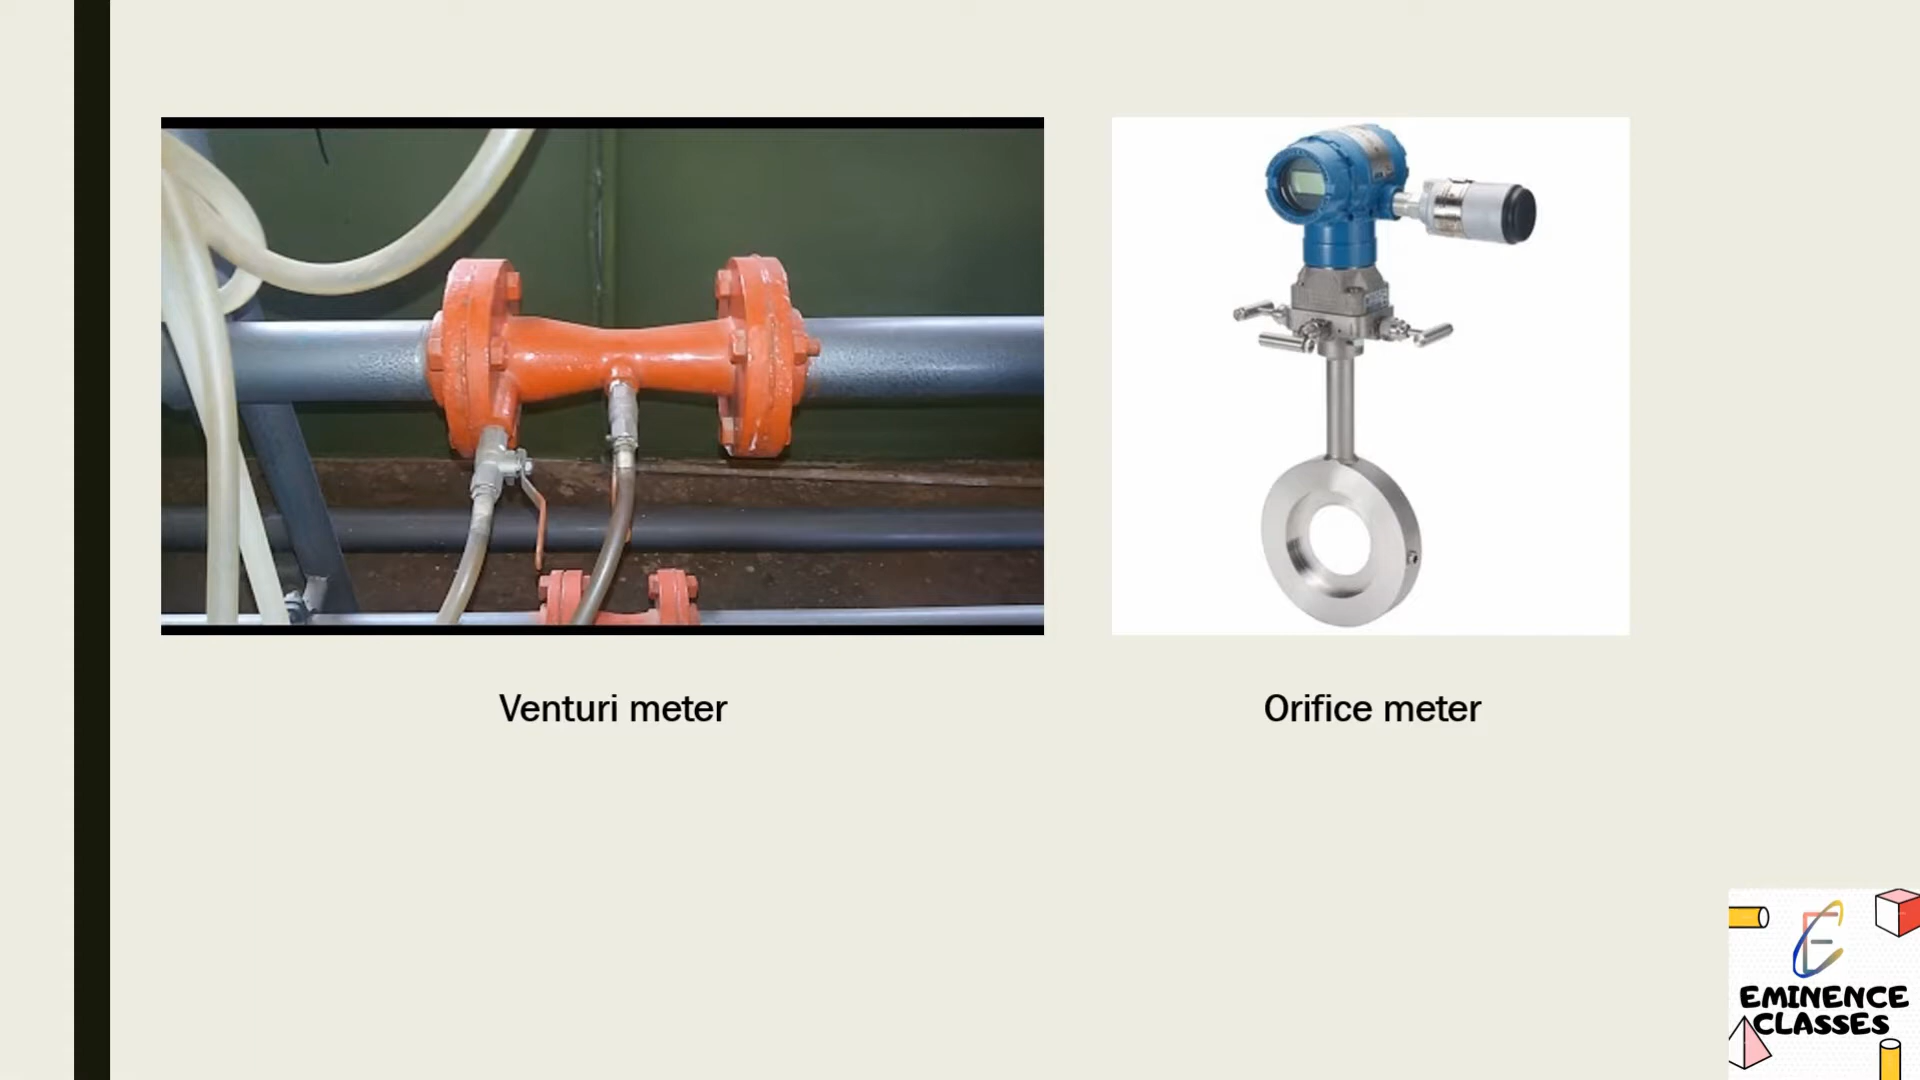 Venturi meter
Orifice meter
E
EMINENCE
CLASSES